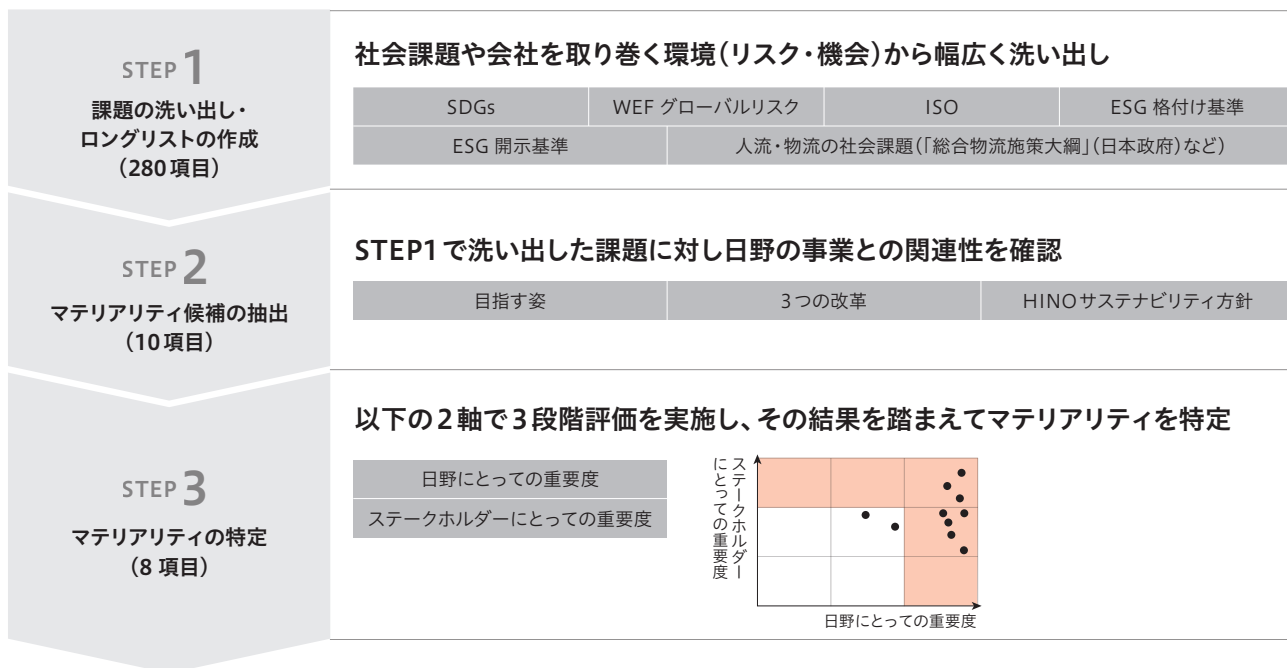 STEP 1
課題の洗い出し・
ロングリストの作成
（280項目）
社会課題や会社を取り巻く環境（リスク・機会）から幅広く洗い出し
SDGs
WEF グローバルリスク
ISO
ESG 格付け基準
ESG 開示基準
人流・物流の社会課題（「総合物流施策大綱」（日本政府）など）
STEP 2
マテリアリティ候補の抽出
（10項目）
STEP1で洗い出した課題に対し日野の事業との関連性を確認
目指す姿
3つの改革
HINOサステナビリティ方針
STEP 3
マテリアリティの特定
（8 項目）
以下の2軸で3段階評価を実施し、その結果を踏まえてマテリアリティを特定
日野にとっての重要度
ステークホルダーにとっての重要度
ステークホルダー
にとっての重要度
日野にとっての重要度